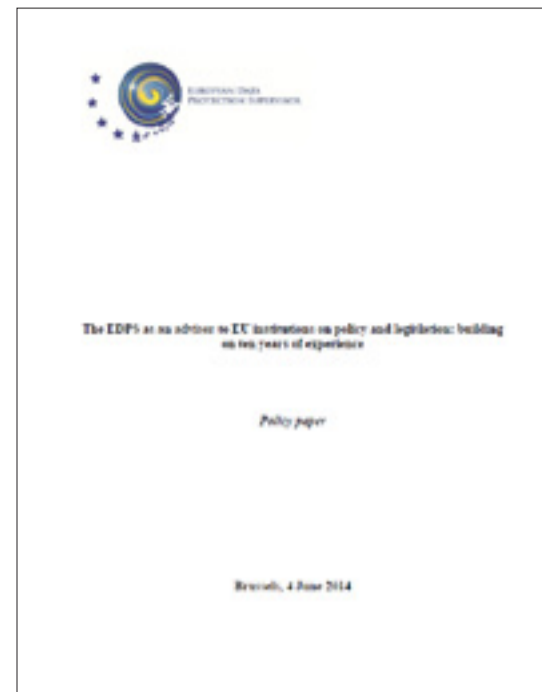 EUROPEAN DATA
PROTECTION SUPERVISOR
The EDPS as an advisor to EU institutions on policy and legislation: building
on ten years of experience
Policy paper
Brussels, 4 June 2014